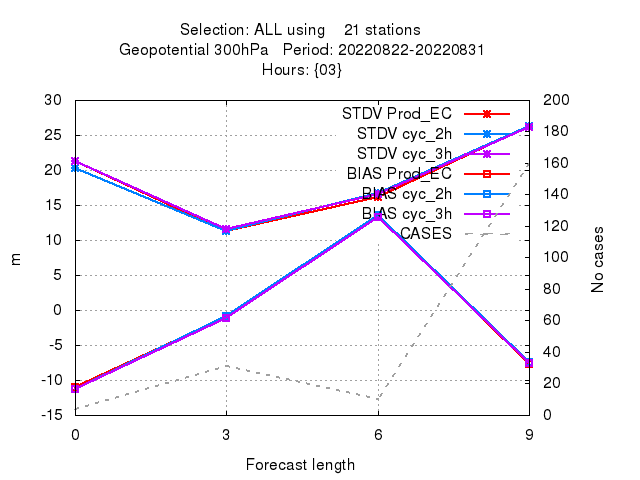 Selection: ALL using    21 stations
Geopotential 300hPa   Period: 20220822-20220831
Hours: {03}
30
25
20
15
10
5
0
-5
-10
-15
m
200
180
160
140
120
100
80
60
40
20
0
No cases
STDV Prod_EC
STDV cyc_2h
STDV cyc_3h
BIAS Prod_EC
BIAS cyc_2h
BIAS cyc_3h
CASES
0 3 6 9
Forecast length